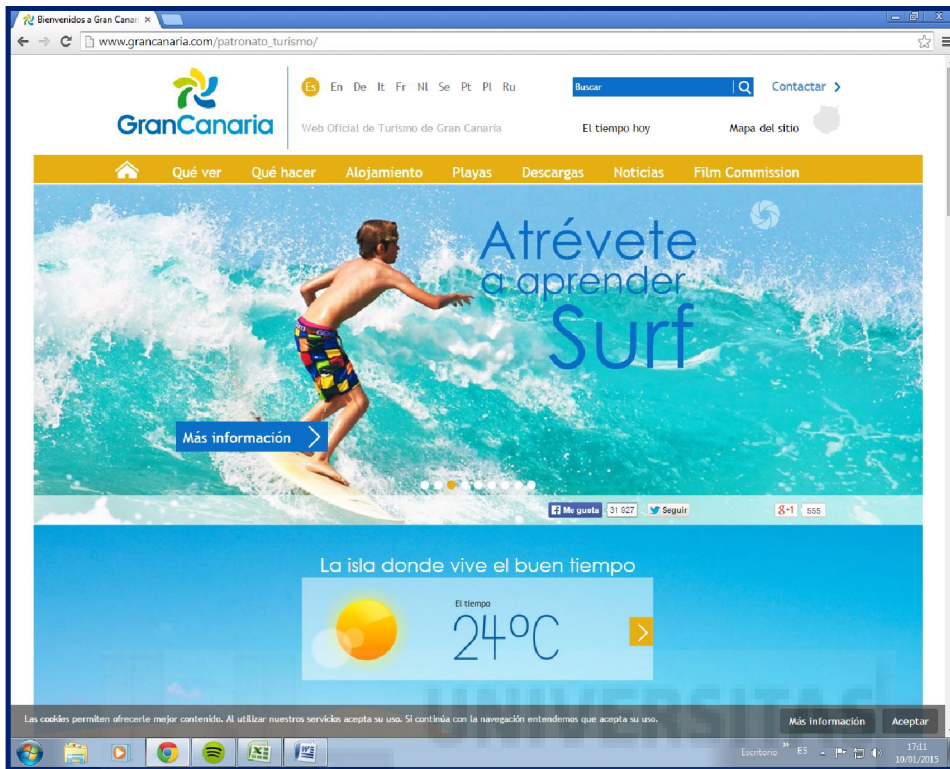 Bienvenidos a Gran Canari
www.grancanaria.com/patronato_turismo/
GranCanaria
Es En De It Fr Nl Se Pt Pl Ru
Buscar
Contactar
Web Oficial de Turismo de Gran Canaria
El tiempo hoy
Mapa del sitio
Qué ver Qué hacer Alojamiento Playas Descargas Noticias Film Commission
Atrévete
a aprender
Surf
Más información
Me gusta 31 927 Seguir g+1 555
La isla donde vive el buen tiempo
El tiempo
24ºC
UNIVERSITAS
Las cookies permiten ofrecerle mejor contenido. Al utilizar nuestros servicios acepta su uso. Si continúa con la navegación entendemos que acepta su uso.
Más información
Aceptar
Escritorio » ES
17:11
10/01/2015